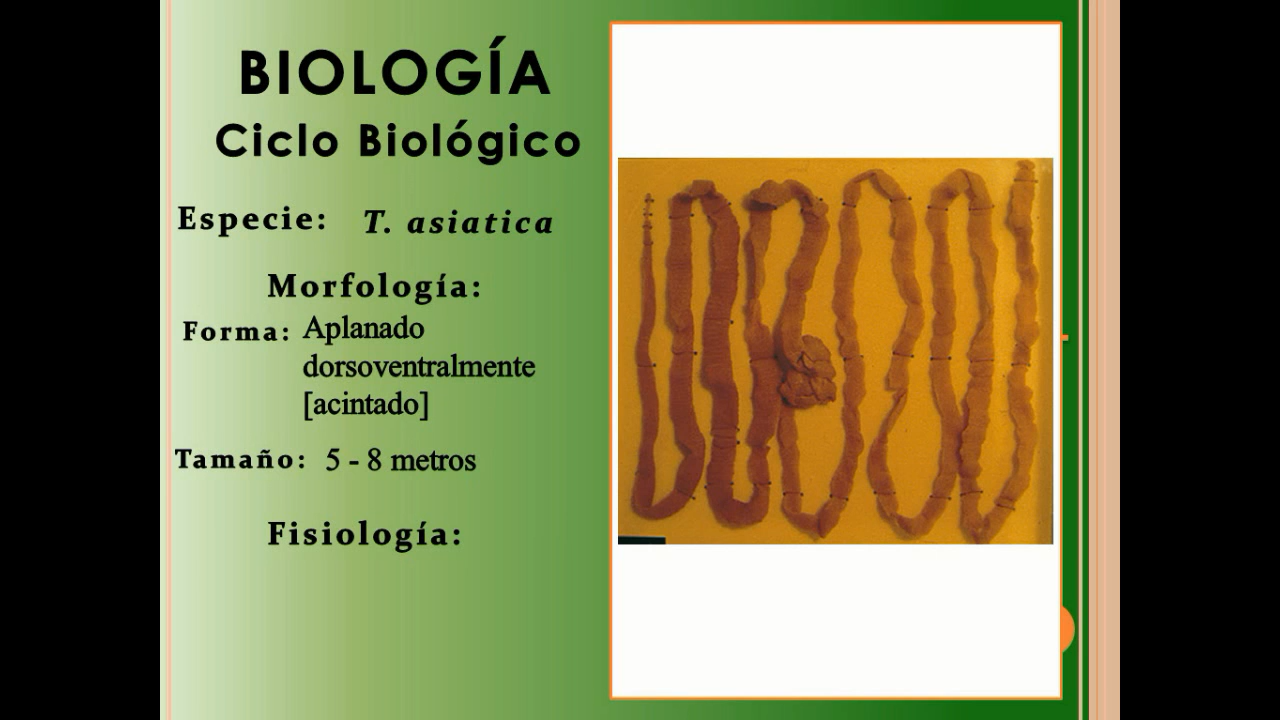 BIOLOGÍA
Ciclo Biológico
Especie: T. asiatica
Morfología:
Forma: Aplanado
dorsoventralmente
[acintado]
Tamaño: 5 - 8 metros
Fisiología: